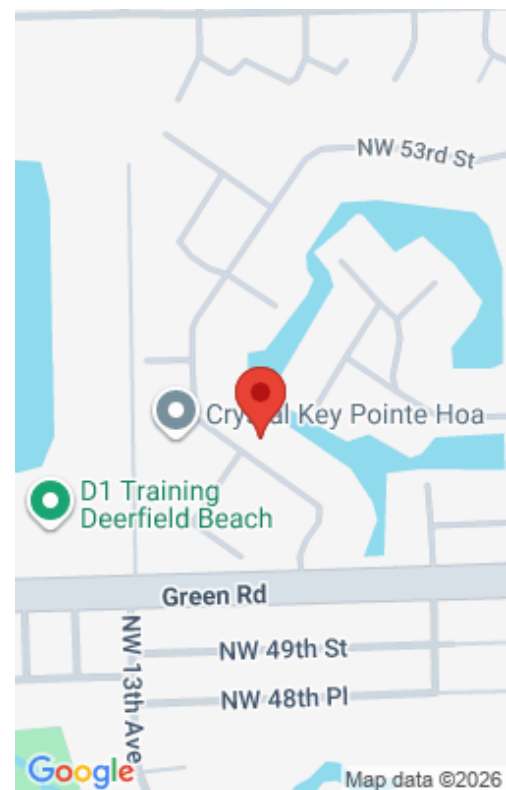 NW 53rd St
Crystal Key Pointe Hoa
D1 Training
Deerfield Beach
Green Rd
NW 13th Ave
NW 49th St
NW 48th Pl
Google
Map data ©2026